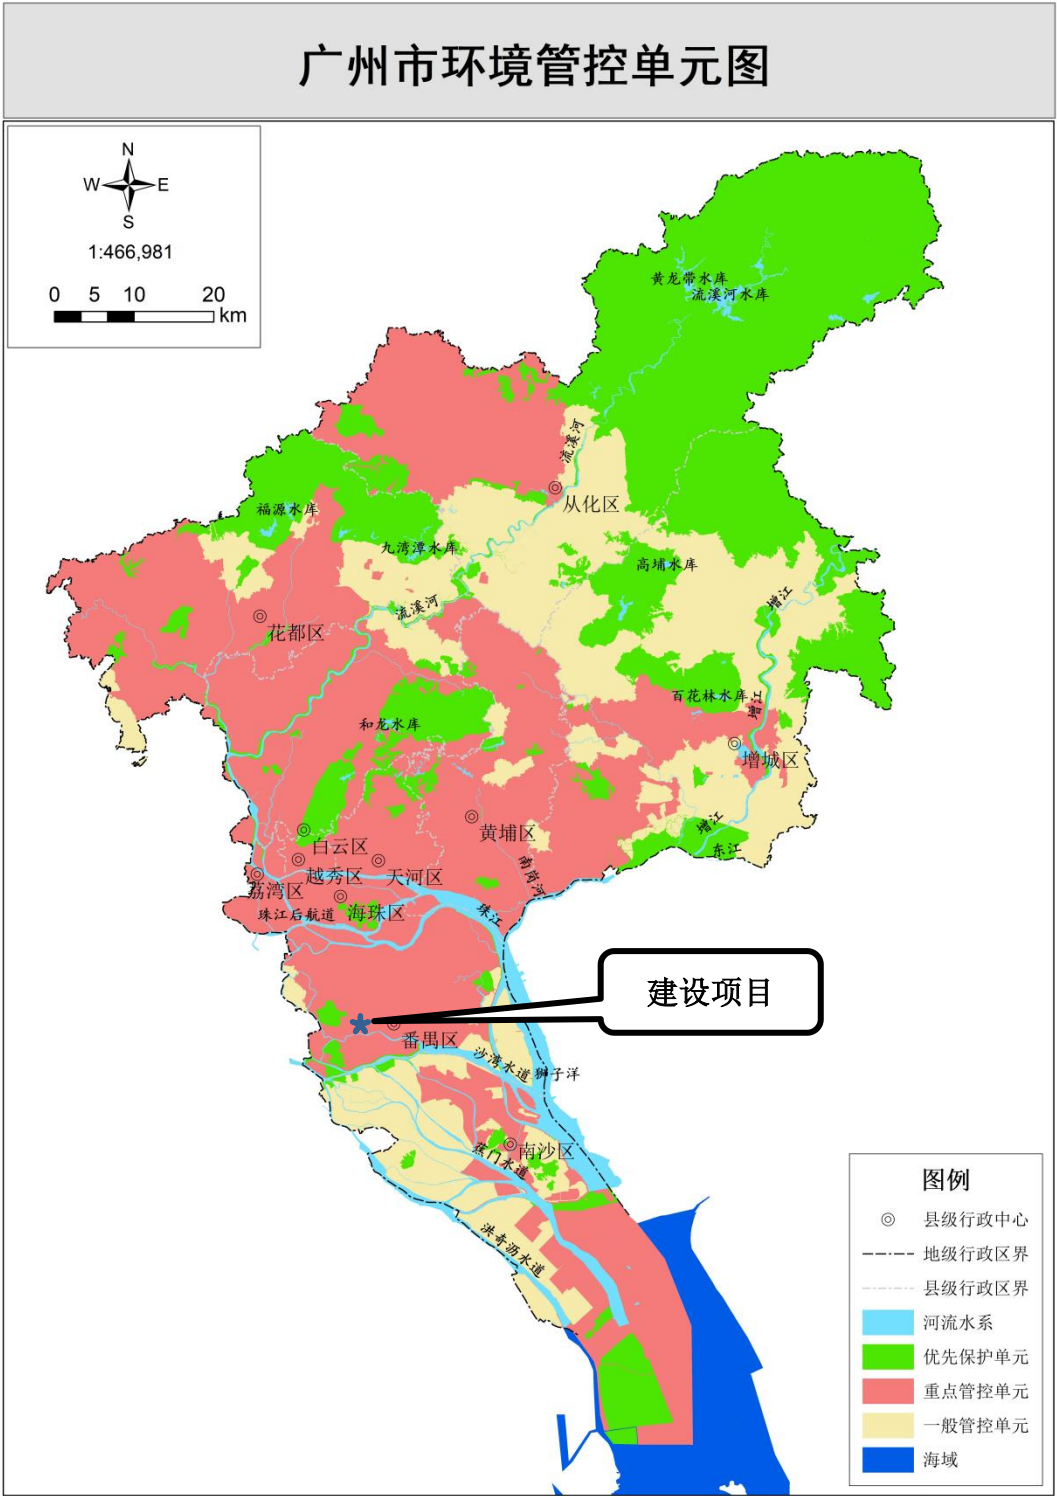 广州市环境管控单元图
N
W E
S
1:466,981
0 5 10 20
km
黄龙带水库
流溪河水库
流溪河
从化区
福源水库
九湾潭水库
高埔水库
增江
流溪河
花都区
百花林水库
增江
和龙水库
增城区
增江
黄埔区
白云区
东江
越秀区
天河区
南岗河
荔湾区
海珠区
珠江后航道
珠江
建设项目
番禺区
沙湾水道
狮子洋
南沙区
蕉门水道
洪奇沥水道
图例
县级行政中心
地级行政区界
县级行政区界
河流水系
优先保护单元
重点管控单元
一般管控单元
海域